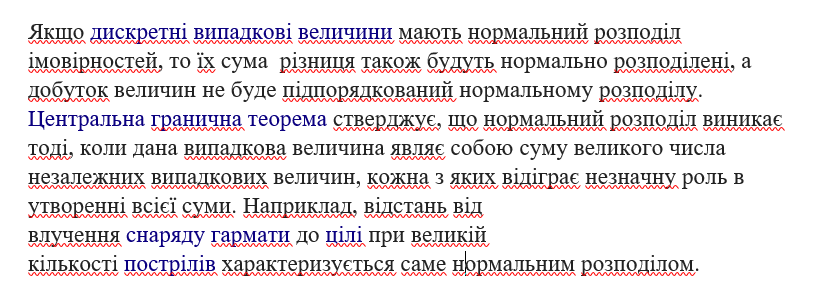 Якщо дискретні випадкові величини мають нормальний розподіл
імовірностей, то їх сума  різниця також будуть нормально розподілені, а
добуток величин не буде підпорядкований нормальному розподілу.
Центральна гранична теорема стверджує, що нормальний розподіл виникає
тоді, коли дана випадкова величина являє собою суму великого числа
незалежних випадкових величин, кожна з яких відіграє незначну роль в
утворенні всієї суми. Наприклад, відстань від
влучення снаряду гармати до цілі при великій
кількості пострілів характеризується саме нормальним розподілом.